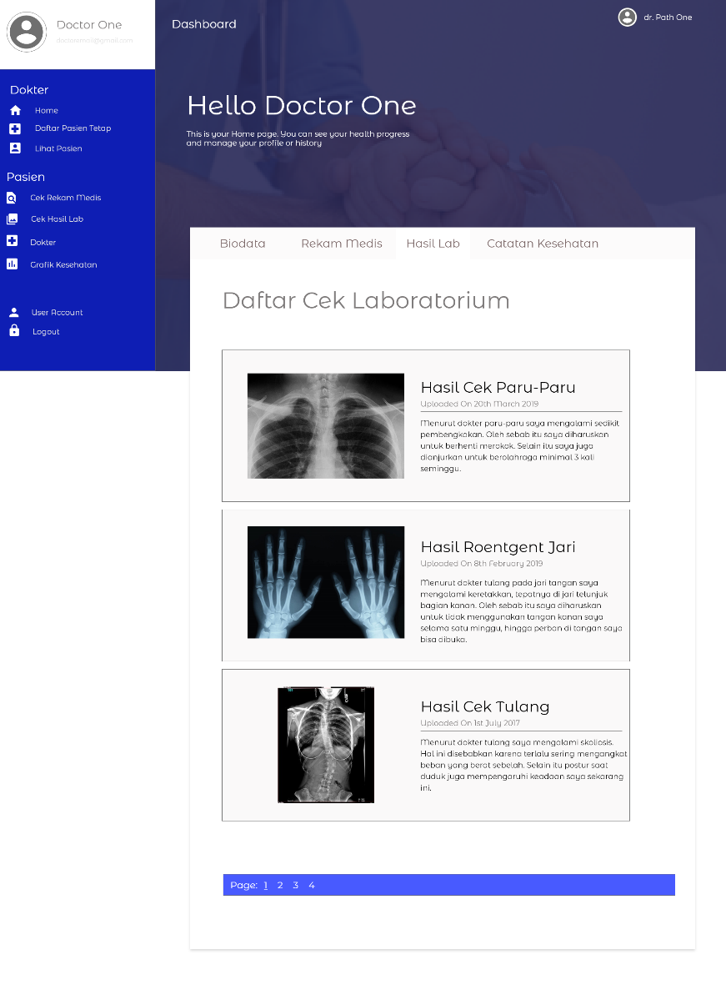 Doctor One
doctoremail@gmail.com
Dokter
Home
Daftar Pasien Tetap
Lihat Pasien
Pasien
Cek Rekam Medis
Cek Hasil Lab
Dokter
Grafik Kesehatan
User Account
Logout
Dashboard
dr. Path One
Hello Doctor One
This is your Home page. You can see your health progress
and manage your profile or history
Biodata
Rekam Medis
Hasil Lab
Catatan Kesehatan
Daftar Cek Laboratorium
Hasil Cek Paru-Paru
Uploaded On 20th March 2019
Menurut dokter paru-paru saya mengalami sedikit
pembengkakan. Oleh sebab itu saya diharuskan
untuk berhenti merokok. Selain itu saya juga
dianjurkan untuk berolahraga minimal 3 kali
seminggu.
Hasil Roentgent Jari
Uploaded On 8th February 2019
Menurut dokter tulang pada jari tangan saya
mengalami keretakkan, tepatnya di jari telunjuk
bagian kanan. Oleh sebab itu saya diharuskan
untuk tidak menggunakan tangan kanan saya
selama satu minggu, hingga perban di tangan saya
bisa dibuka.
Hasil Cek Tulang
Uploaded On 1st July 2017
Menurut dokter tulang saya mengalami skoliosis.
Hal ini disebabkan karena terlalu sering mengangkat
beban yang berat sebelah. Selain itu postur saat
duduk juga mempengaruhi keadaan saya sekarang
ini.
Page: 1 2 3 4